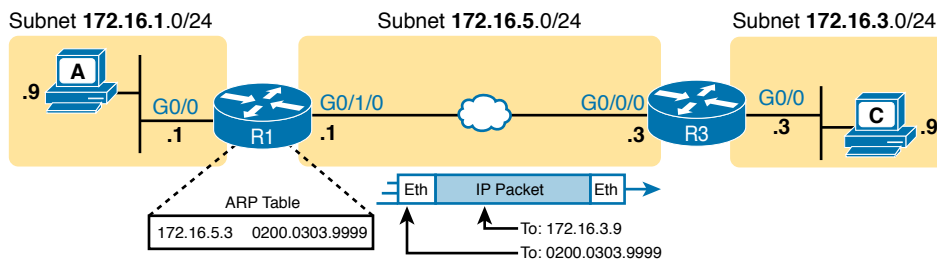 Subnet 172.16.1.0/24
Subnet 172.16.5.0/24
Subnet 172.16.3.0/24
A
.9
G0/0
.1
R1
G0/1/0
.1
G0/0/0
.3
R3
G0/0
.3
C
.9
ARP Table
172.16.5.3 0200.0303.9999
Eth
IP Packet
Eth
To: 172.16.3.9
To: 0200.0303.9999